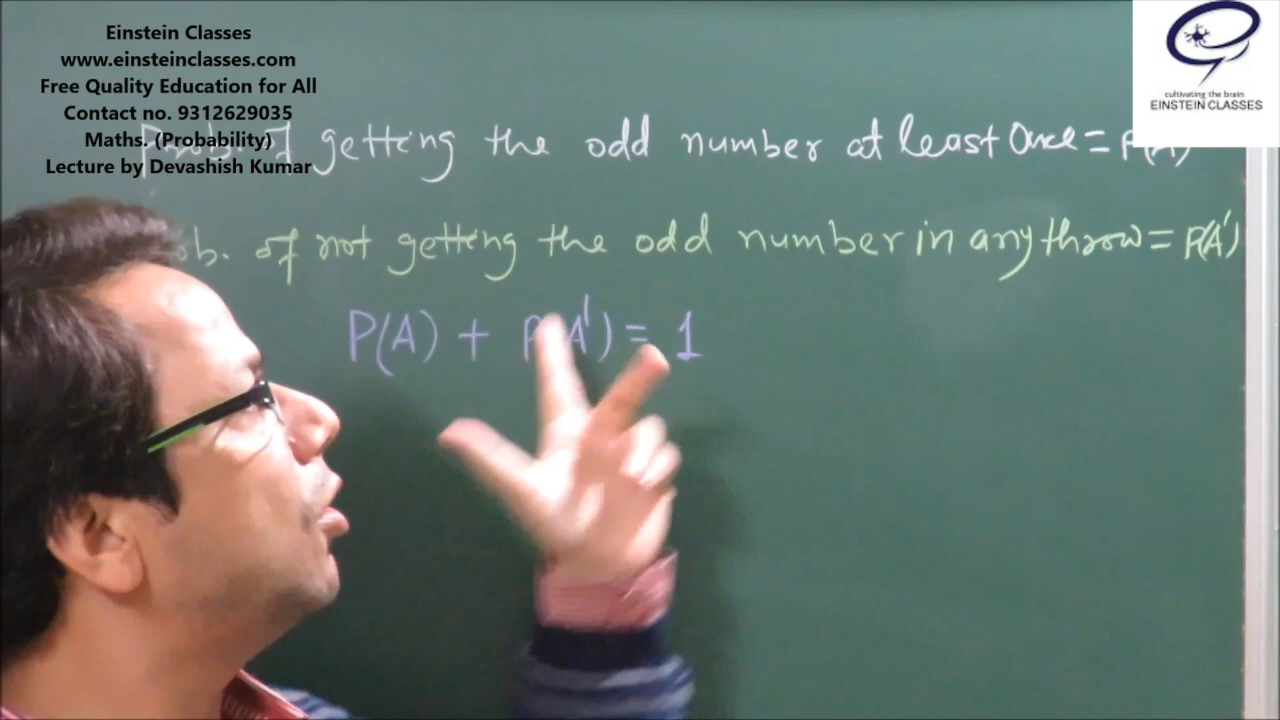 Einstein Classes
www.einsteinclasses.com
Free Quality Education for All
Contact no. 9312629035
Maths. (Probability)
Lecture by Devashish Kumar
cultivating the brain
EINSTEIN CLASSES
getting the odd number at least Once = P(A)
ob. of not getting the odd number in any throw = P(A')
P(A) + P(A') = 1